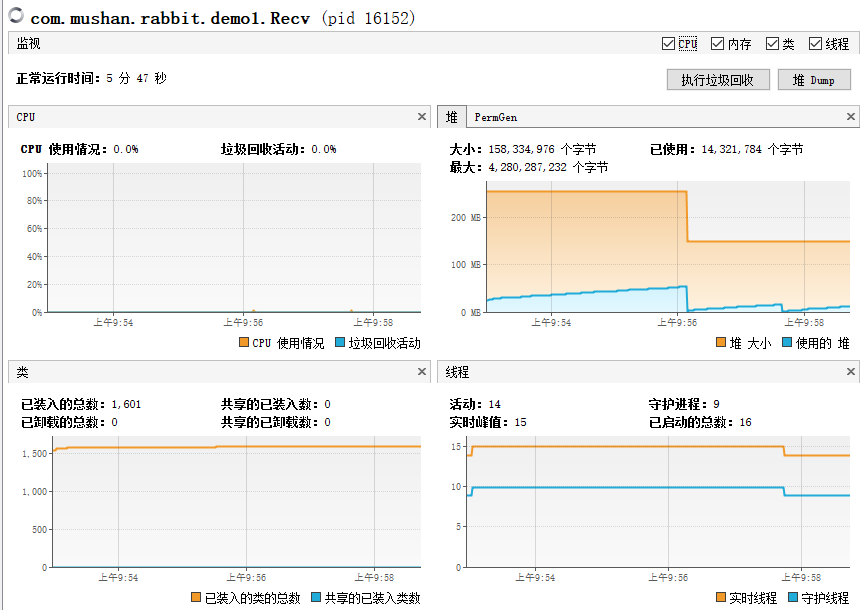 com.mushan.rabbit.demo1.Recv (pid 16152)
监视
CPU 内存 类 线程
正常运行时间: 5 分 47 秒
执行垃圾回收 堆 Dump
CPU
CPU 使用情况: 0.0% 垃圾回收活动: 0.0%
100%
80%
60%
40%
20%
0%
上午9:54 上午9:56 上午9:58
CPU 使用情况 垃圾回收活动
堆 PermGen
大小: 158,334,976 个字节 已使用: 14,321,784 个字节
最大: 4,280,287,232 个字节
200 MB
100 MB
0 MB
上午9:54 上午9:56 上午9:58
堆 大小 使用的 堆
类
已装入的总数: 1,601 共享的已装入数: 0
已卸载的总数: 0 共享的已卸载数: 0
1,500
1,000
500
0
上午9:54 上午9:56 上午9:58
已装入的类的总数 共享的已装入类数
线程
活动: 14 守护进程: 9
实时峰值: 15 已启动的总数: 16
15
10
5
0
上午9:54 上午9:56 上午9:58
实时线程 守护线程